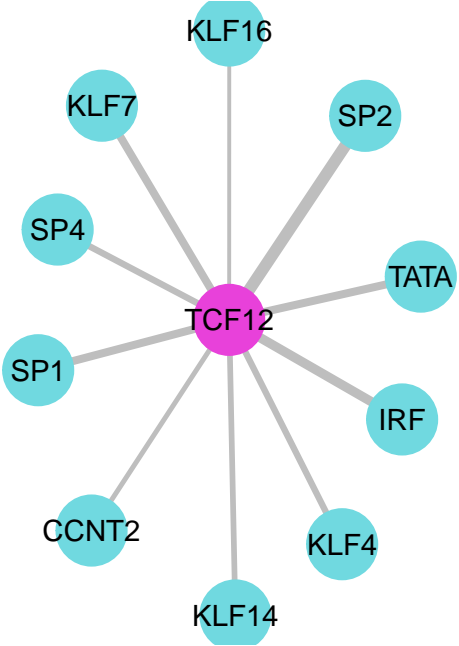 KLF16
KLF7
SP2
SP4
TATA
TCF12
SP1
IRF
CCNT2
KLF4
KLF14